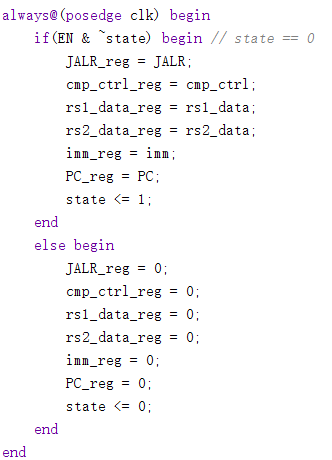 always@(posedge clk) begin
    if(EN & ~state) begin // state == 0
        JALR_reg = JALR;
        cmp_ctrl_reg = cmp_ctrl;
        rs1_data_reg = rs1_data;
        rs2_data_reg = rs2_data;
        imm_reg = imm;
        PC_reg = PC;
        state <= 1;
    end
    else begin
        JALR_reg = 0;
        cmp_ctrl_reg = 0;
        rs1_data_reg = 0;
        rs2_data_reg = 0;
        imm_reg = 0;
        PC_reg = 0;
        state <= 0;
    end
end